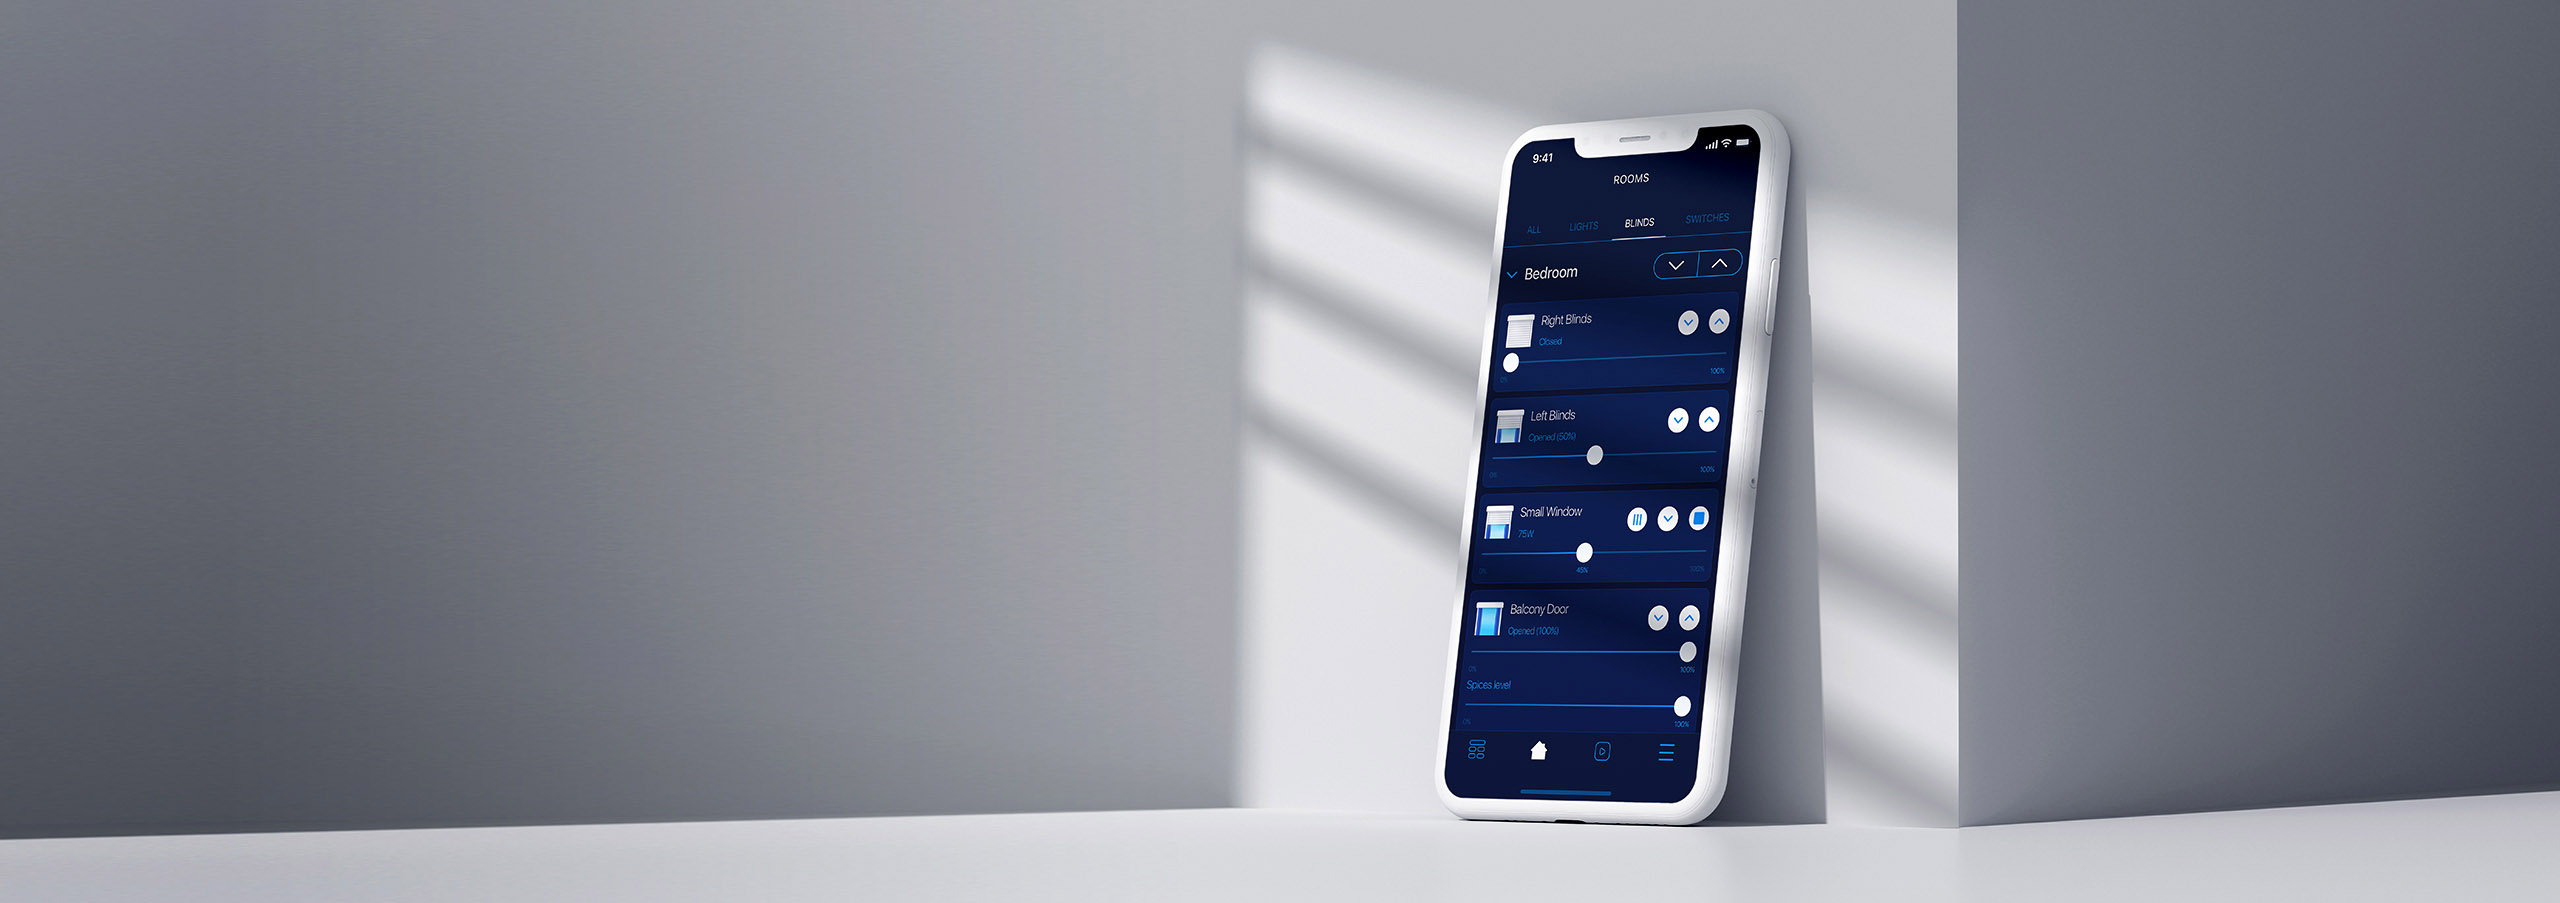 9:41
ROOMS
ALL LIGHTS BLINDS SWITCHES
Bedroom
Right Blinds
Closed
0% 100%
Left Blinds
Opened (50%)
0% 100%
Small Window
75W
0% 45% 100%
Balcony Door
Opened (100%)
0% 100%
Spices level
0% 100%